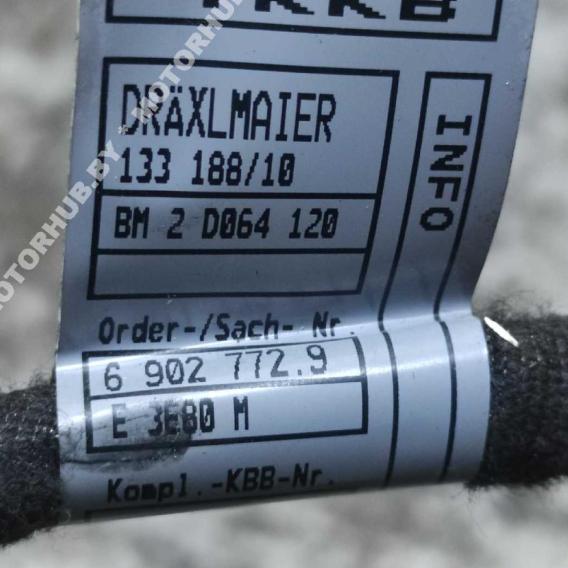 DRÄXLMAIER
133 188/10
BM 2 D064 120
INFO
Order-/Sach- Nr.
6 902 772.9
E 3E80 M
Kompl.-KBB-Nr.
MOTORHUB.BY - MOTORHUB